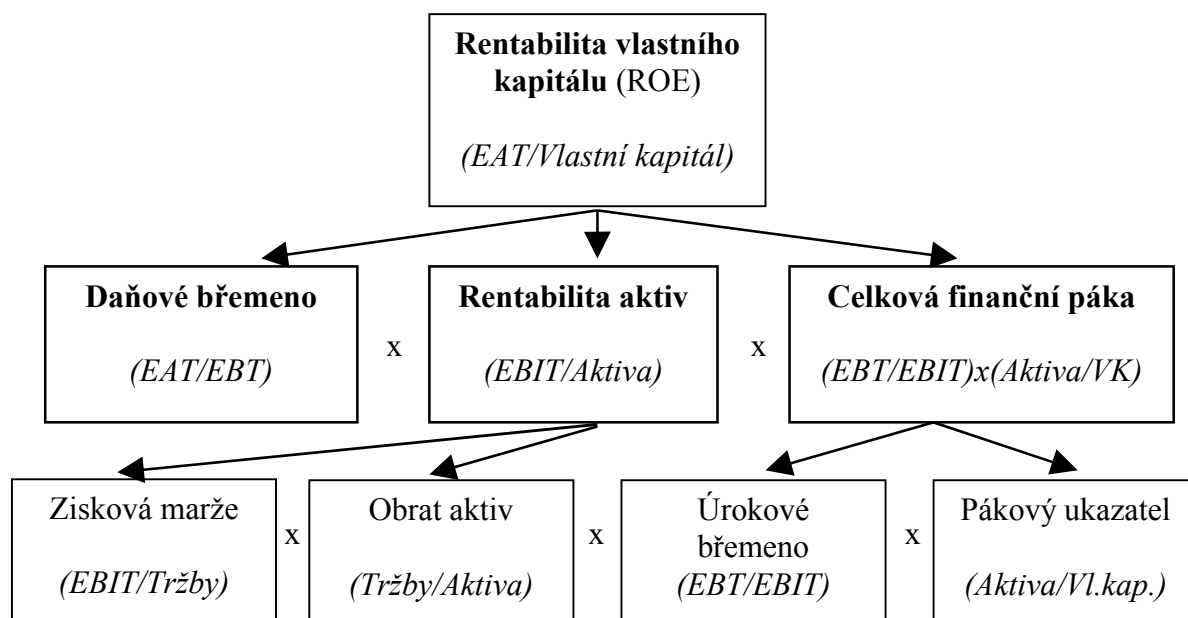 Rentabilita vlastního
kapitálu (ROE)
(EAT/Vlastní kapitál)
Daňové břemeno
(EAT/EBT)
x
Rentabilita aktiv
(EBIT/Aktiva)
x
Celková finanční páka
(EBT/EBIT)x(Aktiva/VK)
Zisková marže
(EBIT/Tržby)
x
Obrat aktiv
(Tržby/Aktiva)
x
Úrokové
břemeno
(EBT/EBIT)
x
Pákový ukazatel
(Aktiva/Vl.kap.)